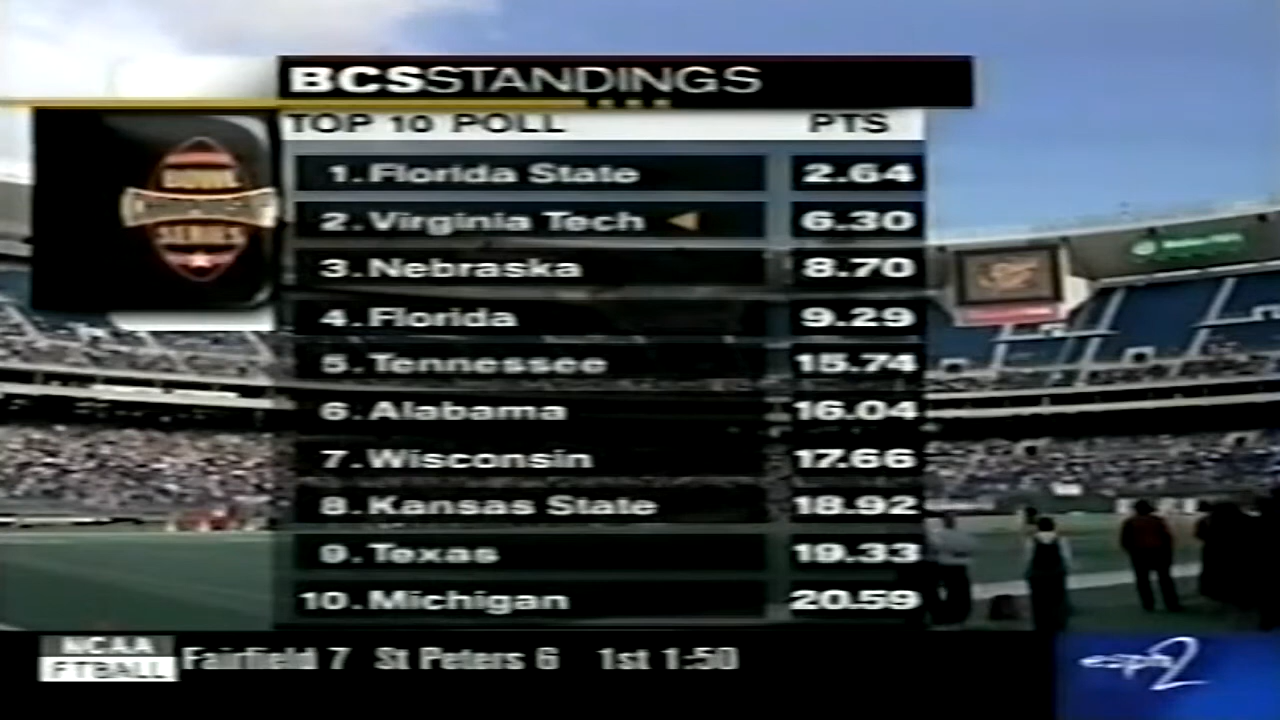 BCSSTANDINGS
TOP 10 POLL PTS
BOWL
SERIES
1. Florida State 2.64
2. Virginia Tech 6.30
3. Nebraska 8.70
4. Florida 9.29
5. Tennessee 15.74
6. Alabama 16.04
7. Wisconsin 17.66
8. Kansas State 18.92
9. Texas 19.33
10. Michigan 20.59
NCAA
FTBALL
Fairfield 7 St Peters 6 1st 1:50
espn2